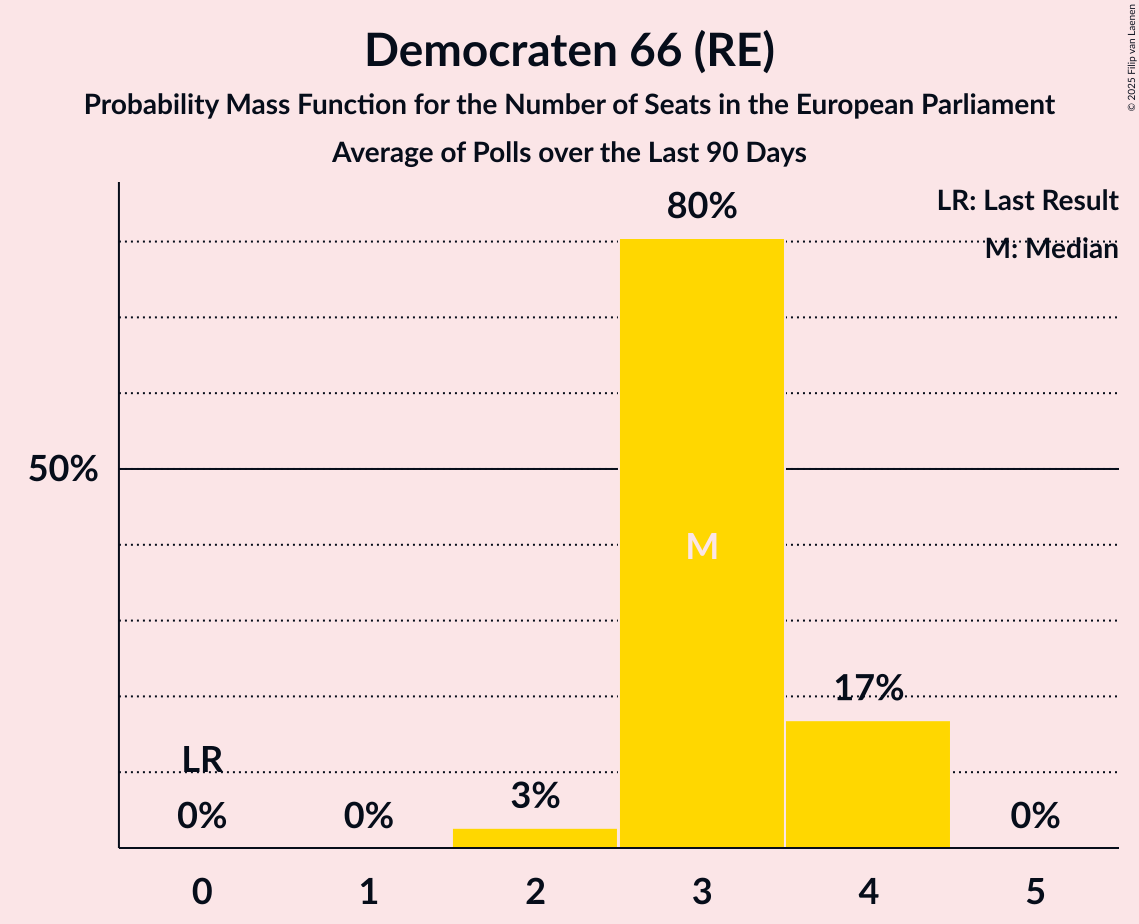 Democraten 66 (RE)
Probability Mass Function for the Number of Seats in the European Parliament
Average of Polls over the Last 90 Days
© 2025 Filip van Laenen
LR: Last Result
M: Median
80%
50%
M
17%
LR
3%
0%
0%
0%
0 1 2 3 4 5